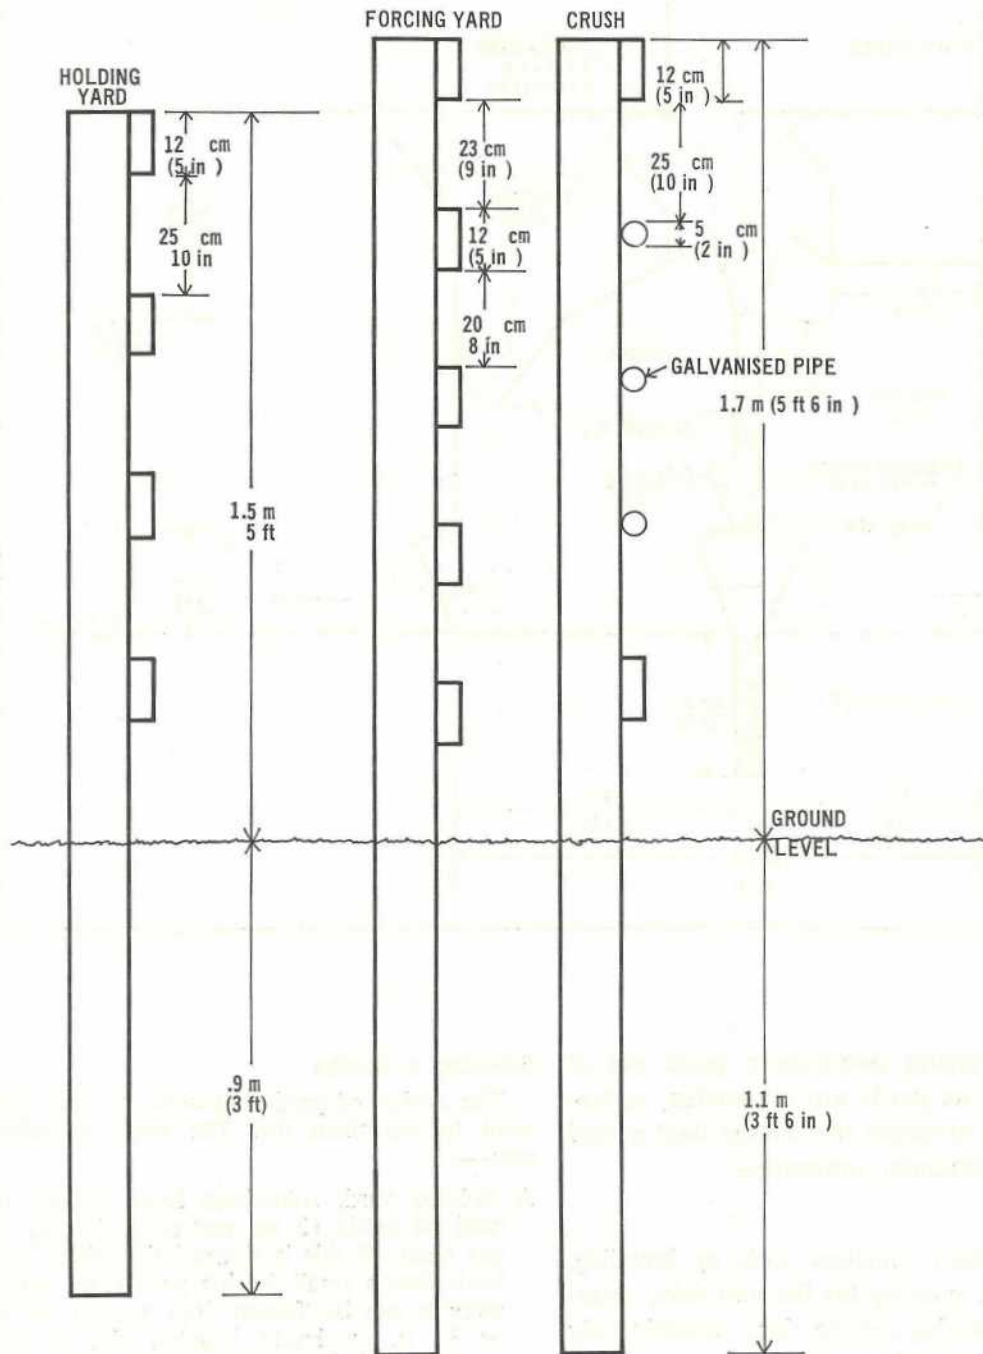 FORCING YARD
CRUSH
HOLDING
YARD
12 cm
(5 in )
25 cm
10 in
1.5 m
5 ft
.9 m
(3 ft)
23 cm
(9 in )
12 cm
(5 in )
20 cm
8 in
12 cm
(5 in )
25 cm
(10 in )
5 cm
(2 in )
GALVANISED PIPE
1.7 m (5 ft 6 in )
GROUND
LEVEL
1.1 m
(3 ft 6 in )